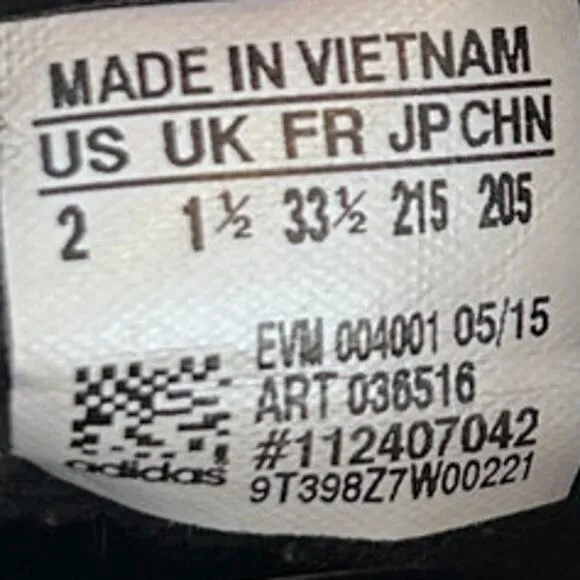 MADE IN VIETNAM
US UK FR JP CHN
2 1½ 33½ 215 205
EVM 004001 05/15
ART 036516
#112407042
adidas 9T398Z7W00221